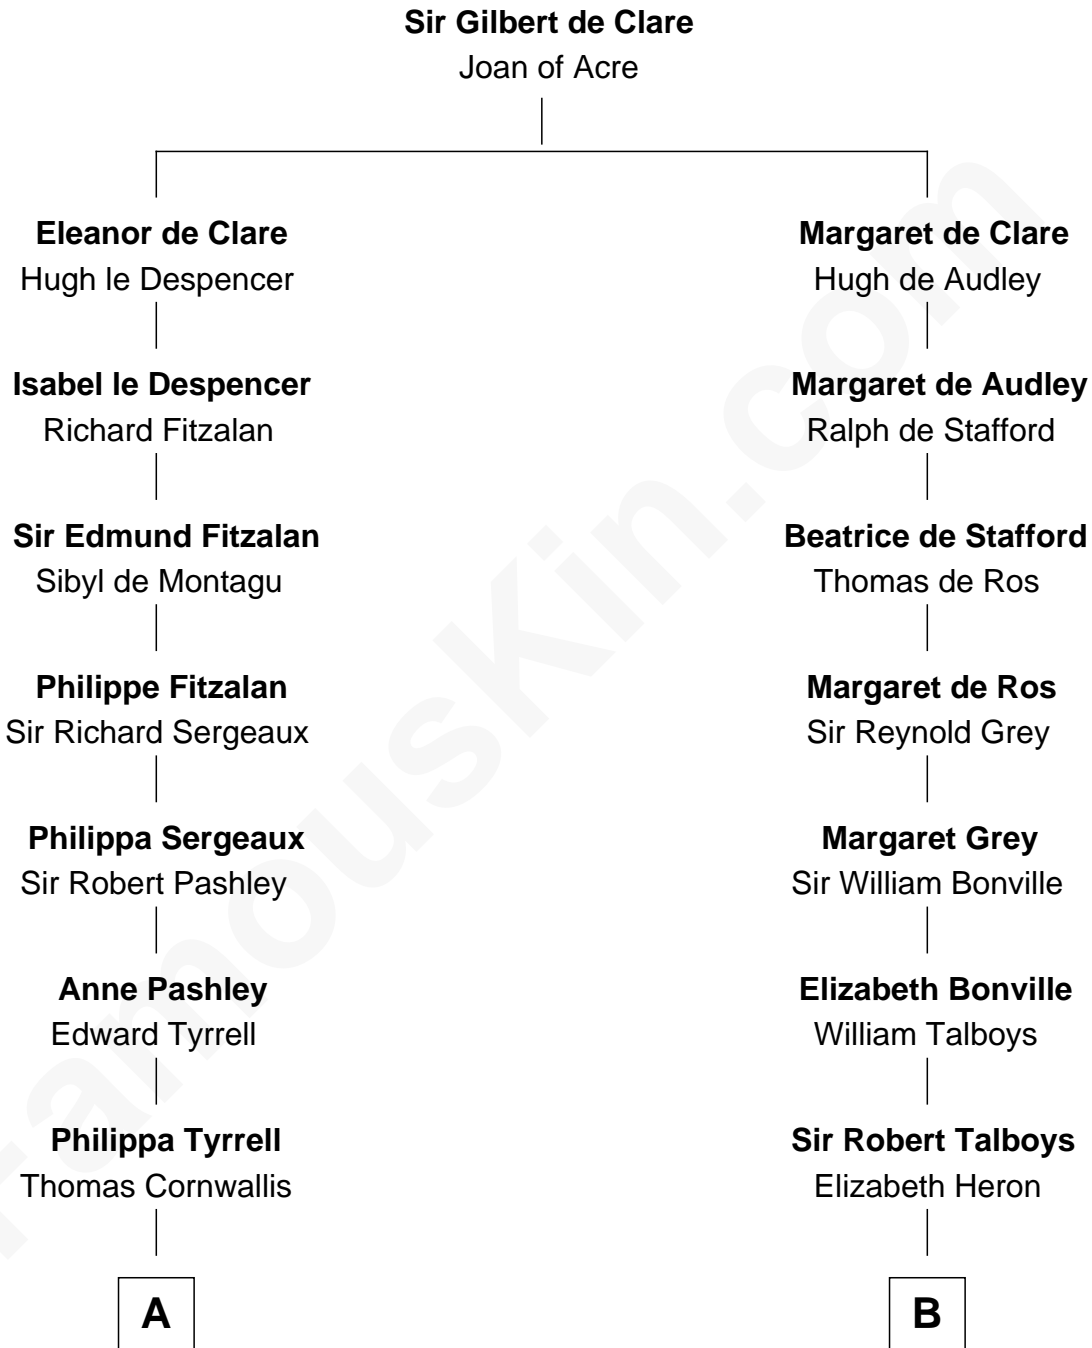 Sir Gilbert de Clare
Joan of Acre
Eleanor de Clare
Hugh le Despencer
Margaret de Clare
Hugh de Audley
Isabel le Despencer
Richard Fitzalan
Margaret de Audley
Ralph de Stafford
Sir Edmund Fitzalan
Sibyl de Montagu
Beatrice de Stafford
Thomas de Ros
Philippe Fitzalan
Sir Richard Sergeaux
Margaret de Ros
Sir Reynold Grey
Philippa Sergeaux
Sir Robert Pashley
Margaret Grey
Sir William Bonville
Anne Pashley
Edward Tyrrell
Elizabeth Bonville
William Talboys
Philippa Tyrrell
Thomas Cornwallis
Sir Robert Talboys
Elizabeth Heron
A
B
FamousKin.com